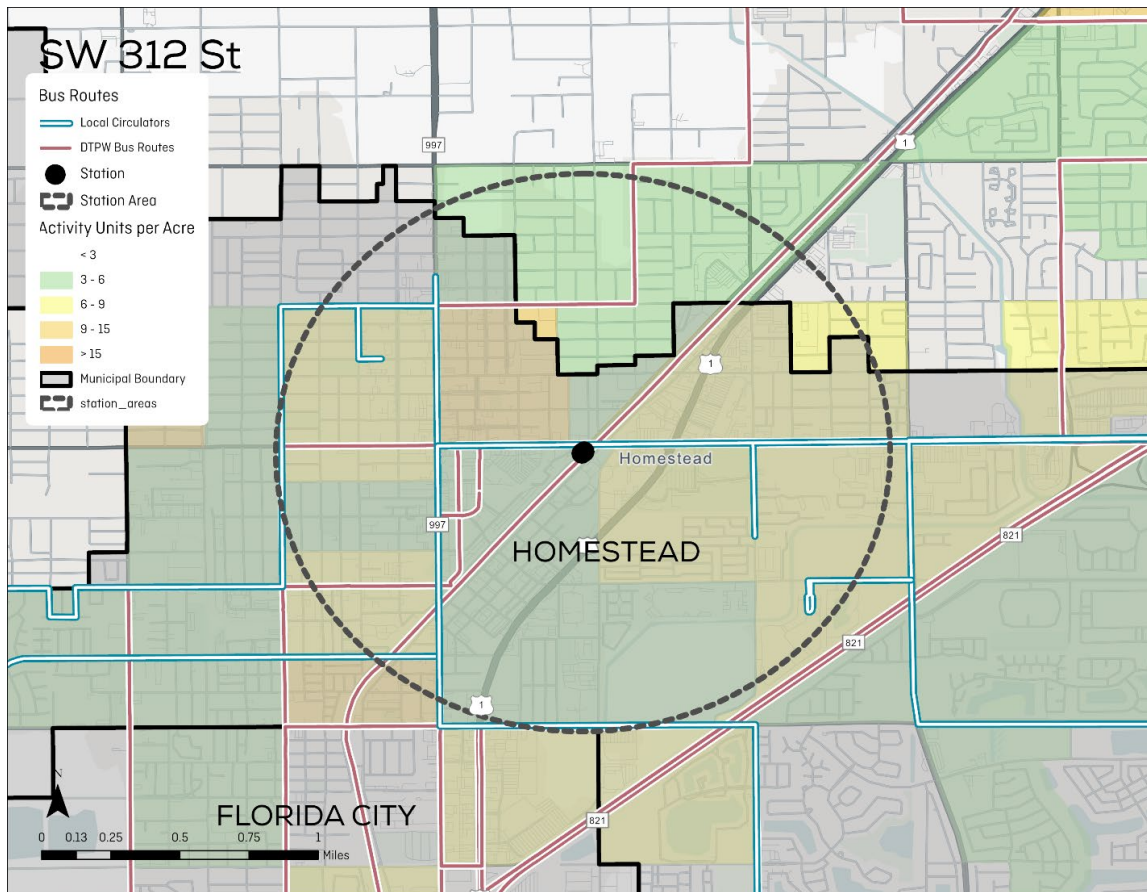 SW 312 St
Bus Routes
Local Circulators
DTPW Bus Routes
Station
Station Area
Activity Units per Acre
< 3
3 - 6
6 - 9
9 - 15
> 15
Municipal Boundary
station_areas
997
1
1
Homestead
997
HOMESTEAD
821
821
1
821
FLORIDA CITY
N
0 0.13 0.25 0.5 0.75 1
Miles